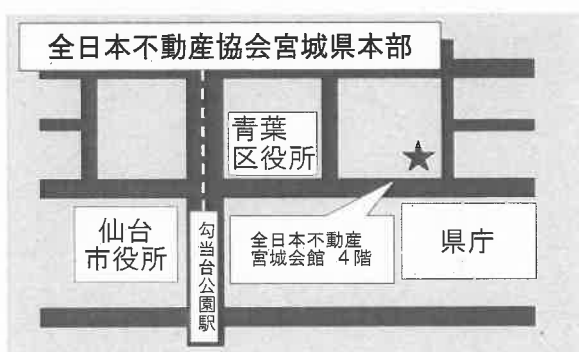 全日本不動産協会宮城県本部
青葉
区役所
仙台
市役所
勾当台公園駅
全日本不動産
宮城会館 4階
県庁